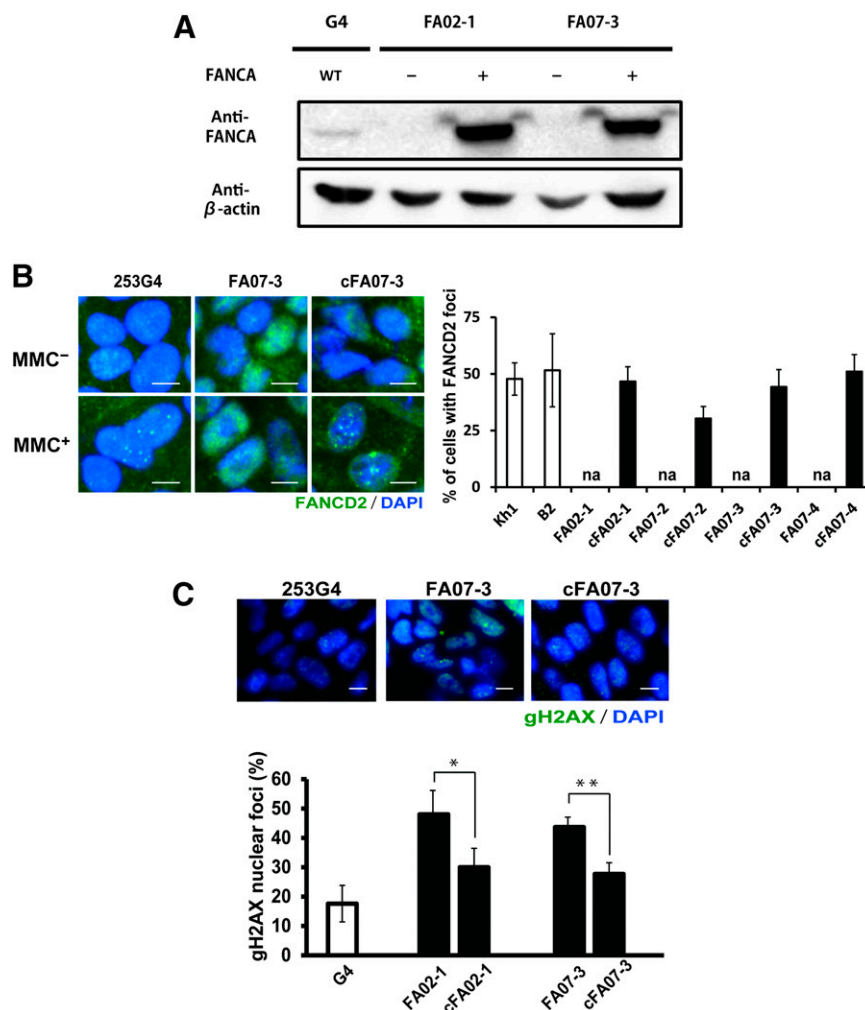 A
G4 FA02-1 FA07-3
FANCA WT − + − +
Anti-
FANCA
Anti-
β-actin
B
253G4 FA07-3 cFA07-3
MMC−
MMC+
FANCD2 / DAPI
% of cells with FANCD2 foci
75
50
25
0
na na na na
Kh1 B2 FA02-1 cFA02-1 FA07-2 cFA07-2 FA07-3 cFA07-3 FA07-4 cFA07-4
C
253G4 FA07-3 cFA07-3
gH2AX / DAPI
gH2AX nuclear foci (%)
60
50
40
30
20
10
0
* **
G4 FA02-1 cFA02-1 FA07-3 cFA07-3